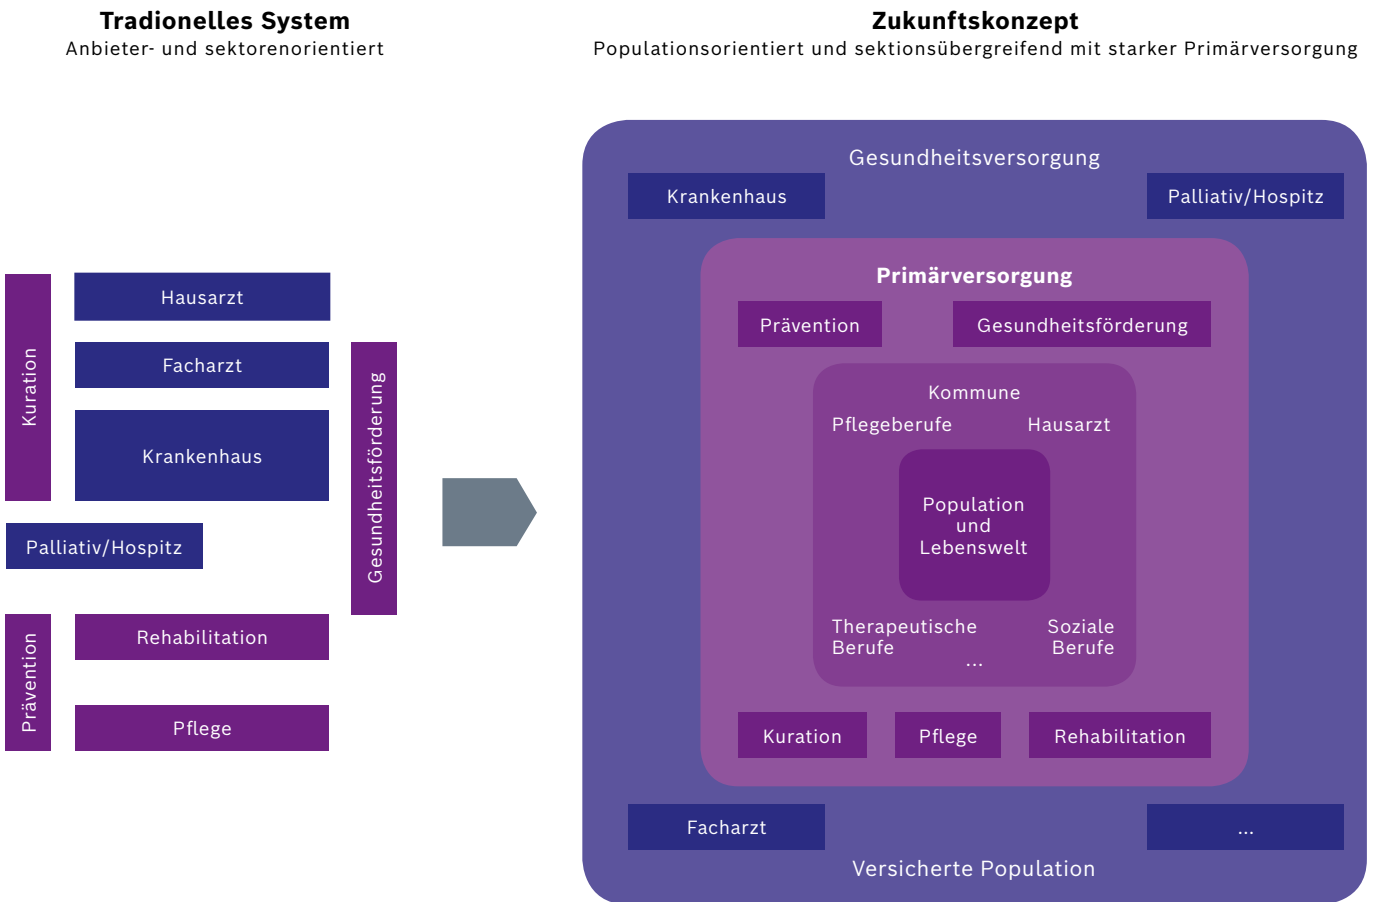 Tradionelles System
Anbieter- und sektorenorientiert
Kuration
Hausarzt
Facharzt
Krankenhaus
Gesundheitsförderung
Palliativ/Hospitz
Prävention
Rehabilitation
Pflege
Zukunftskonzept
Populationsorientiert und sektionsübergreifend mit starker Primärversorgung
Gesundheitsversorgung
Krankenhaus
Palliativ/Hospitz
Primärversorgung
Prävention
Gesundheitsförderung
Kommune
Pflegeberufe
Hausarzt
Population
und
Lebenswelt
Therapeutische
Berufe
...
Soziale
Berufe
Kuration
Pflege
Rehabilitation
Facharzt
...
Versicherte Population